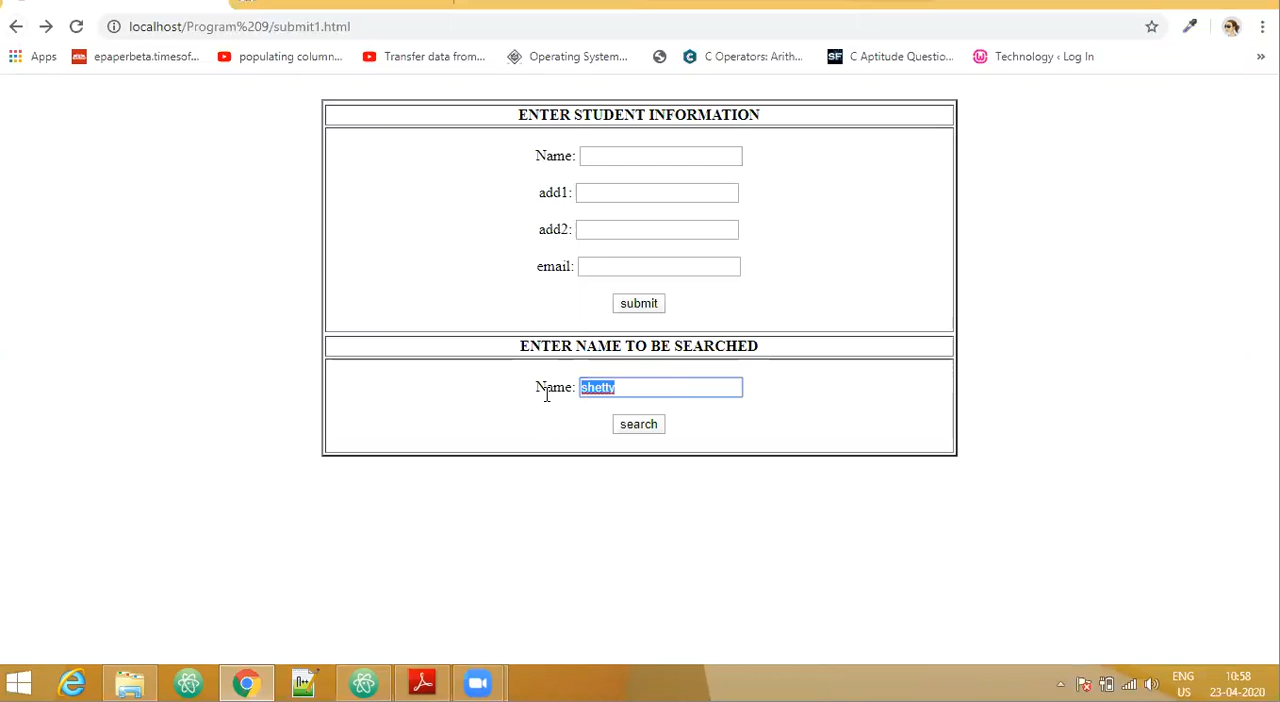 localhost/Program%209/submit1.html
Apps epaperbeta.timesof... populating column... Transfer data from... Operating System... C Operators: Arith... SF C Aptitude Questio... Technology ‹ Log In »
ENTER STUDENT INFORMATION
Name:
add1:
add2:
email:
submit
ENTER NAME TO BE SEARCHED
Name: shetty
search
ENG 10:58
US 23-04-2020